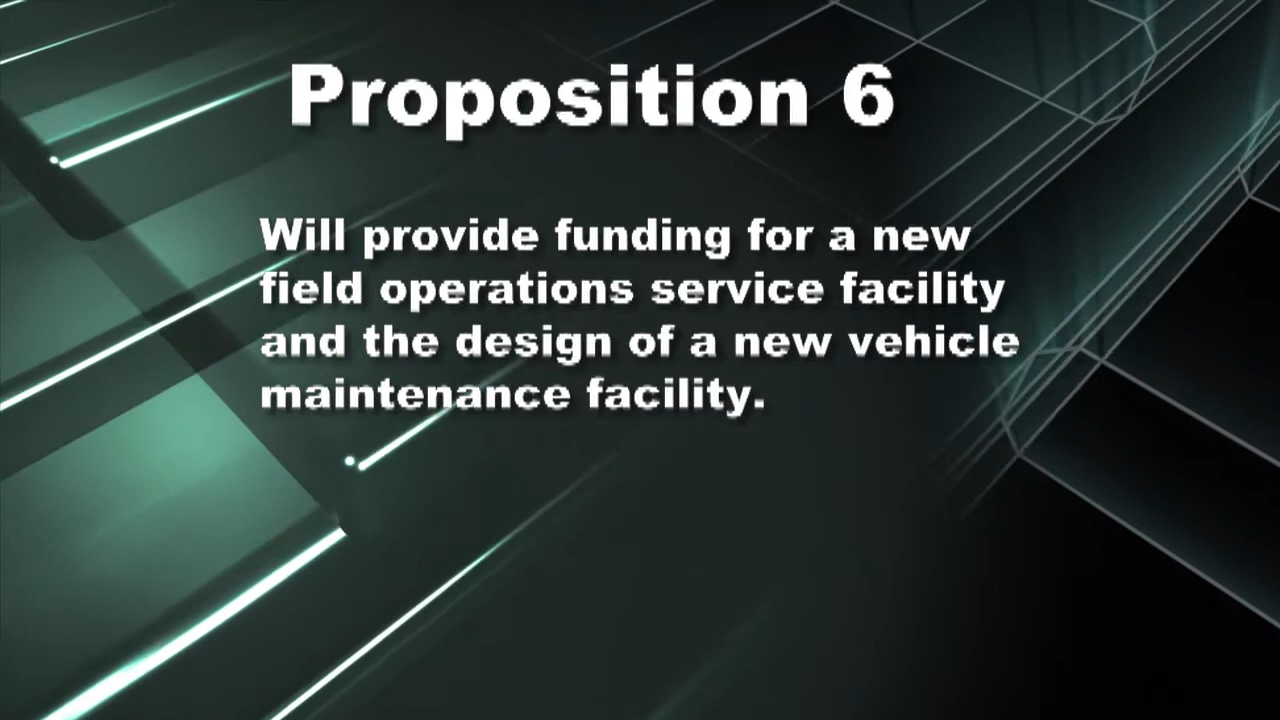 Proposition 6
Will provide funding for a new
field operations service facility
and the design of a new vehicle
maintenance facility.